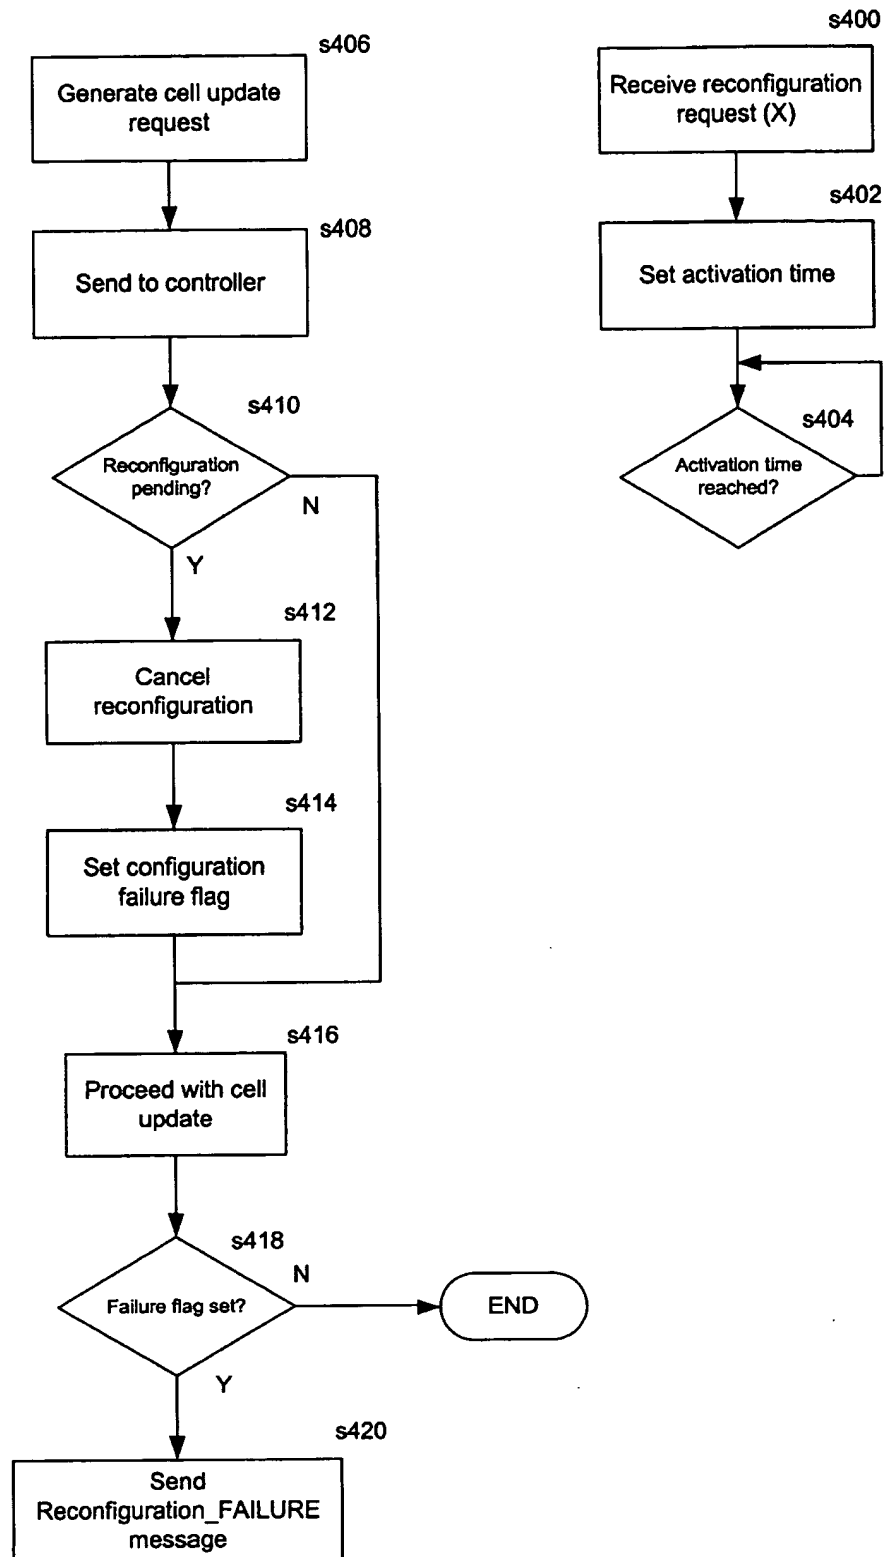 s406
Generate cell update
request
s408
Send to controller
s410
Reconfiguration
pending?
N
Y
s412
Cancel
reconfiguration
s414
Set configuration
failure flag
s416
Proceed with cell
update
s418
Failure flag set?
N
END
Y
s420
Send
Reconfiguration_FAILURE
message
s400
Receive reconfiguration
request (X)
s402
Set activation time
s404
Activation time
reached?